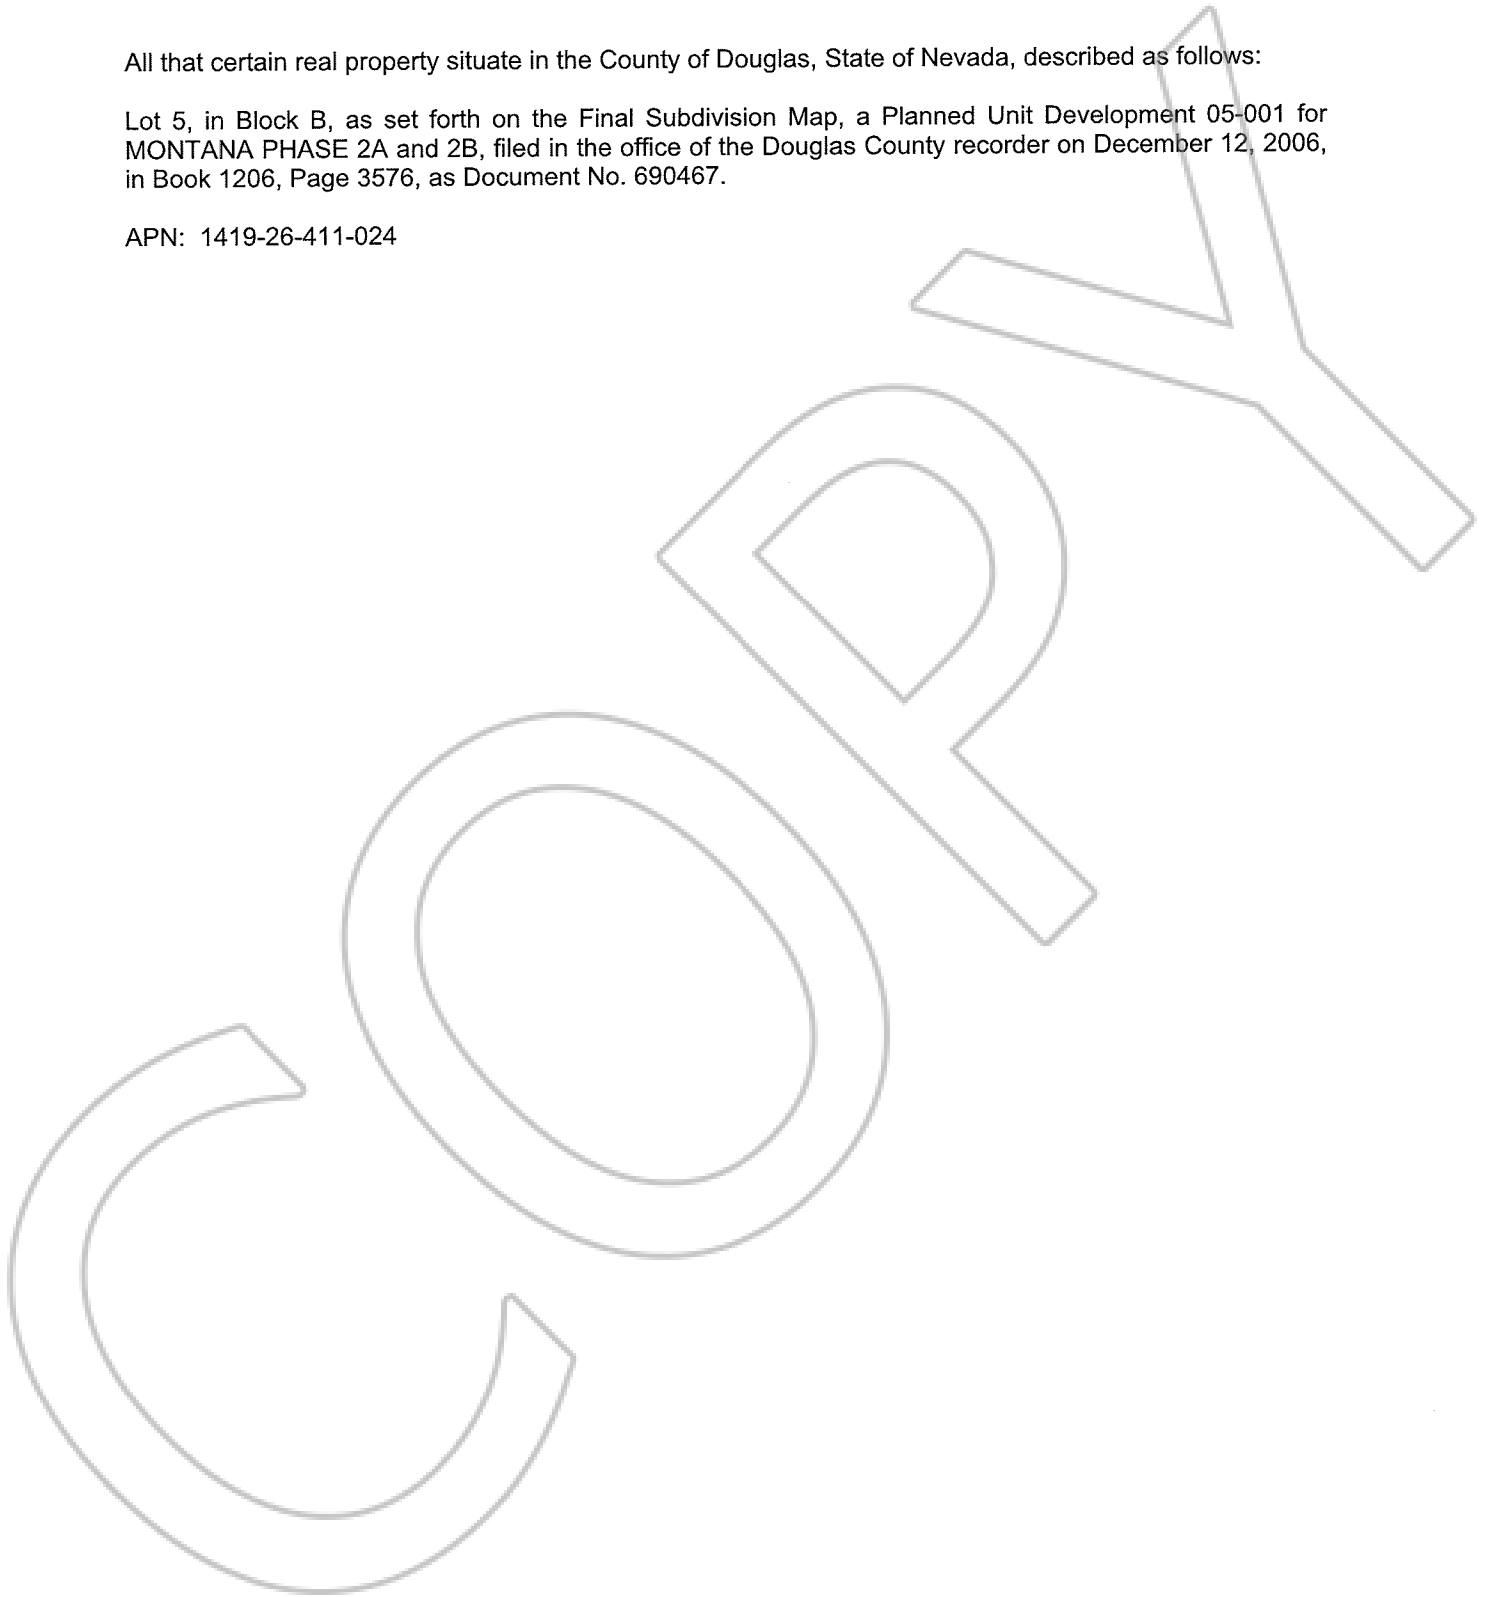 All that certain real property situate in the County of Douglas, State of Nevada, described as follows:
Lot 5, in Block B, as set forth on the Final Subdivision Map, a Planned Unit Development 05-001 for
MONTANA PHASE 2A and 2B, filed in the office of the Douglas County recorder on December 12, 2006,
in Book 1206, Page 3576, as Document No. 690467.
APN: 1419-26-411-024
COPY